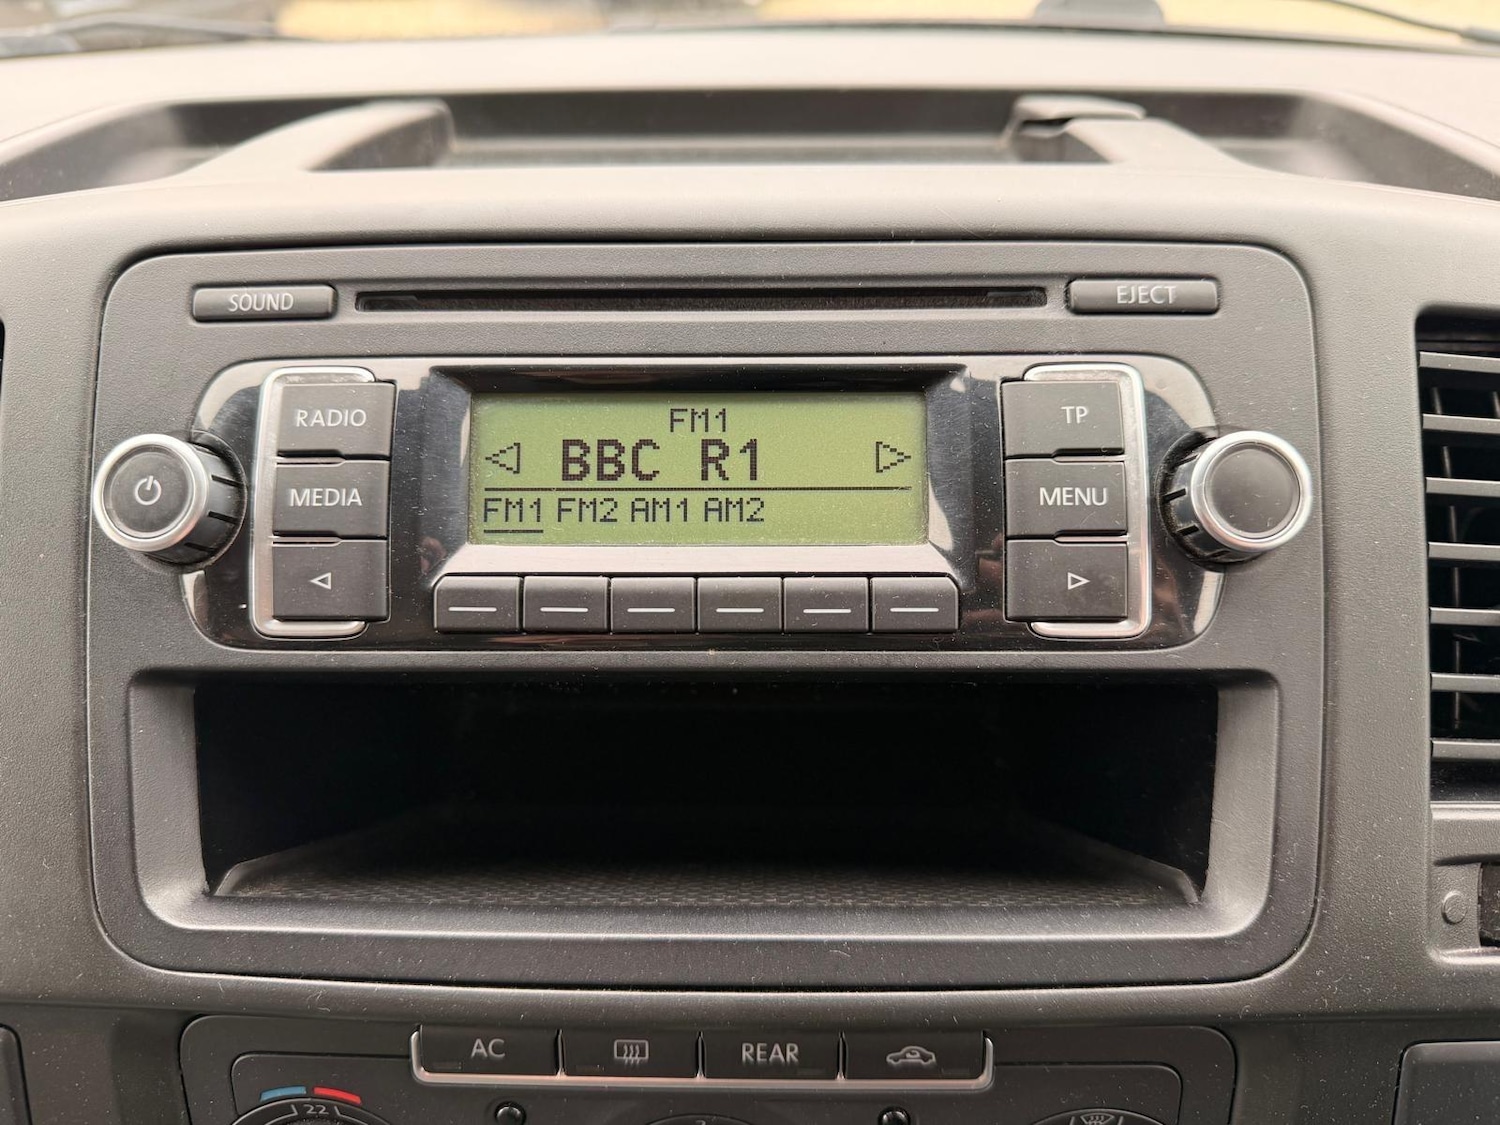 SOUND
EJECT
RADIO
FM1
TP
BBC R1
MEDIA
MENU
FM1 FM2 AM1 AM2
AC
REAR
22